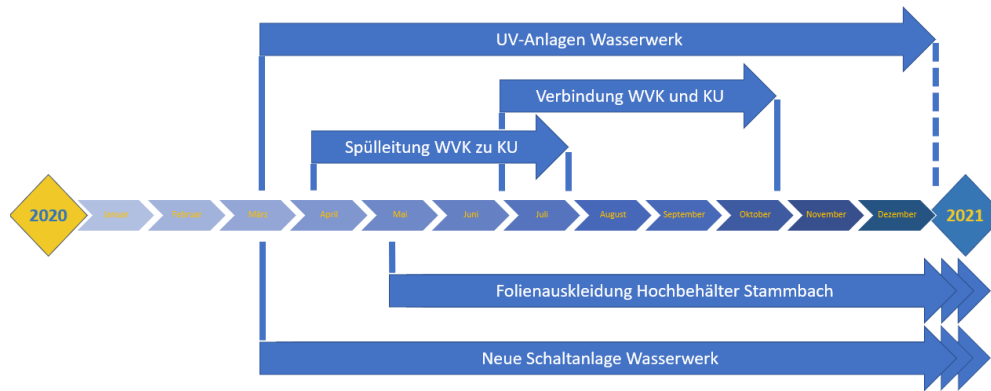 UV-Anlagen Wasserwerk
Verbindung WVK und KU
Spülleitung WVK zu KU
2020
Januar
Februar
März
April
Mai
Juni
Juli
August
September
Oktober
November
Dezember
2021
Folienauskleidung Hochbehälter Stammbach
Neue Schaltanlage Wasserwerk